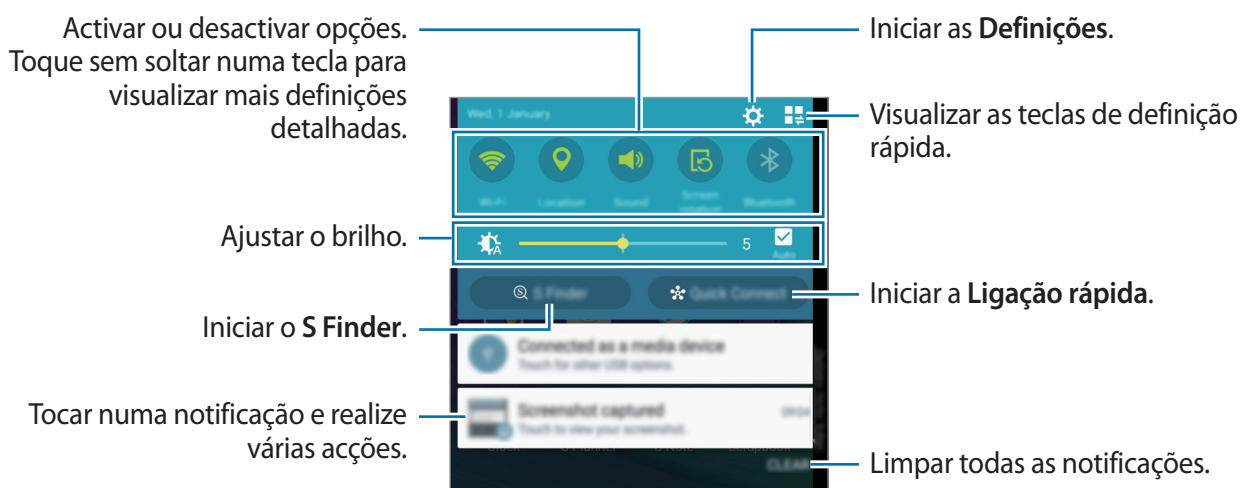 Activar ou desactivar opções.
Toque sem soltar numa tecla para
visualizar mais definições
detalhadas.
Iniciar as Definições.
Visualizar as teclas de definição
rápida.
Wed, 1 January
Wi-Fi Location Sound Screen rotation Bluetooth
Ajustar o brilho.
5
Auto
S Finder Quick Connect
Iniciar a Ligação rápida.
Iniciar o S Finder.
Connected as a media device
Touch for other USB options.
Tocar numa notificação e realize
várias acções.
Screenshot captured 09:04
Touch to view your screenshot.
CLEAR
Limpar todas as notificações.